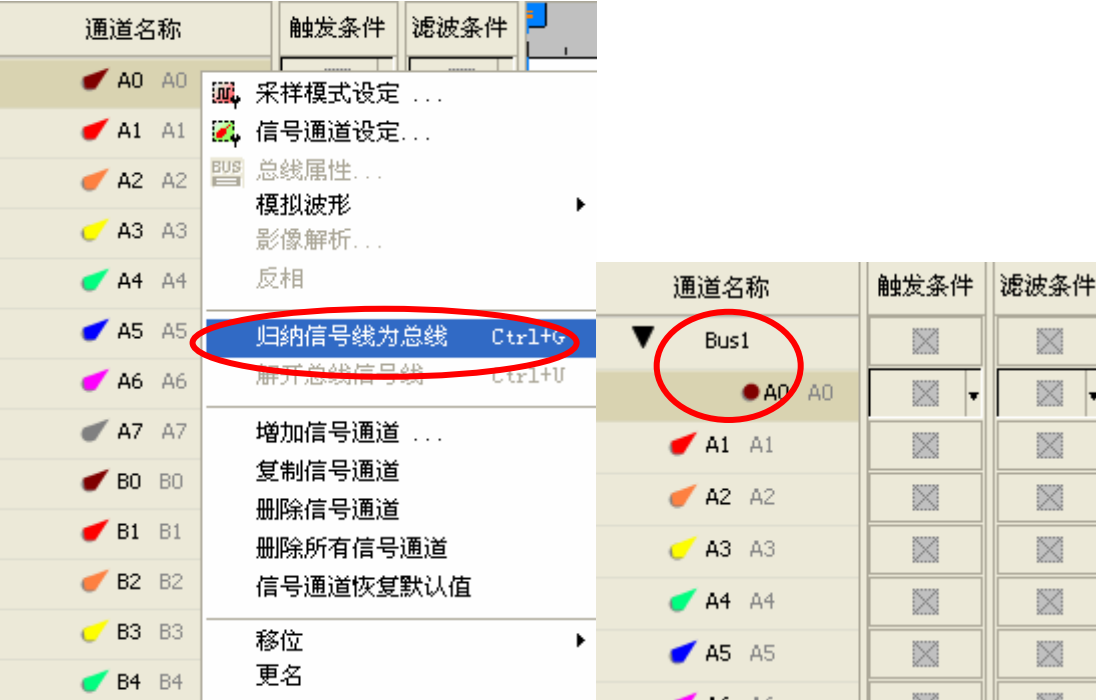 通道名称 触发条件 滤波条件
A0 A0
A1 A1
A2 A2
A3 A3
A4 A4
A5 A5
A6 A6
A7 A7
B0 B0
B1 B1
B2 B2
B3 B3
B4 B4
采样模式设定 ...
信号通道设定...
BUS 总线属性...
模拟波形
影像解析...
反相
归纳信号线为总线 Ctrl+G
解开总线信号线 Ctrl+U
增加信号通道 ...
复制信号通道
删除信号通道
删除所有信号通道
信号通道恢复默认值
移位
更名
通道名称 触发条件 滤波条件
Bus1
A0 A0
A1 A1
A2 A2
A3 A3
A4 A4
A5 A5